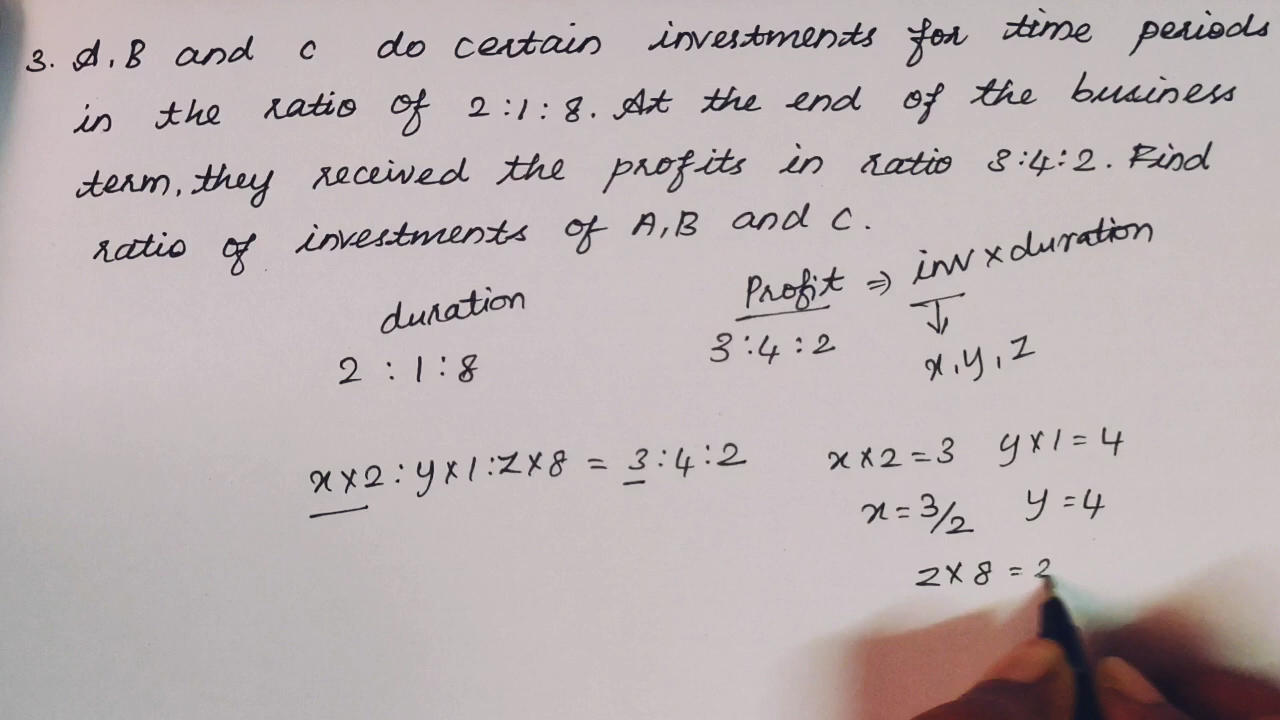 3. A, B and C do certain investments for time periods
in the ratio of 2:1:8. At the end of the business
term, they received the profits in ratio 3:4:2. Find
ratio of investments of A, B and C.
duration
2 : 1 : 8
Profit ⇒ inv x duration
3:4:2
x, y, z
x x 2 : y x 1 : z x 8 = 3:4:2
x x 2 = 3 y x 1 = 4
x = 3/2 y = 4
z x 8 = 2